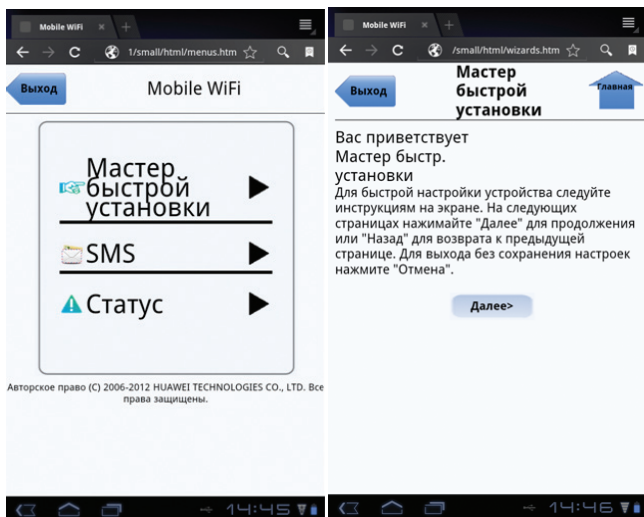 Mobile WiFi
1/small/html/menus.htm
Выход
Mobile WiFi
Мастер
быстрой
установки
SMS
Статус
Авторское право (C) 2006-2012 HUAWEI TECHNOLOGIES CO., LTD. Все
права защищены.
14:45
Mobile WiFi
/small/html/wizards.htm
Выход
Мастер
быстрой
установки
Главная
Вас приветствует
Мастер быстр.
установки
Для быстрой настройки устройства следуйте
инструкциям на экране. На следующих
страницах нажимайте "Далее" для продолжения
или "Назад" для возврата к предыдущей
странице. Для выхода без сохранения настроек
нажмите "Отмена".
Далее>
14:46